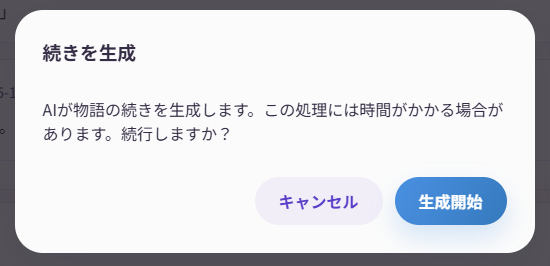 」
続きを生成
AIが物語の続きを生成します。この処理には時間がかかる場合が
あります。続行しますか？
。
キャンセル
生成開始